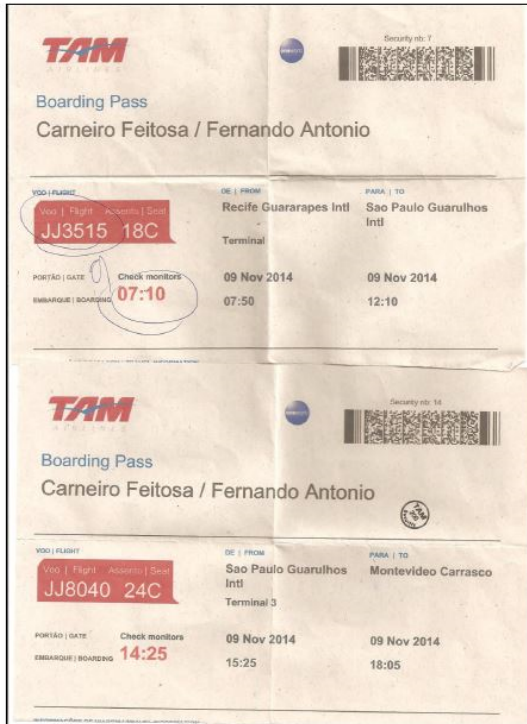 TAM
AIRLINES
Security nb: 7
Boarding Pass
Carneiro Feitosa / Fernando Antonio
VOO | FLIGHT
DE | FROM
PARA | TO
Voo | Flight Assento | Seat
JJ3515 18C
Recife Guararapes Intl
Sao Paulo Guarulhos
Intl
Terminal
PORTÃO | GATE
Check monitors
09 Nov 2014
09 Nov 2014
EMBARQUE | BOARDING
07:10
07:50
12:10
TAM
AIRLINES
Security nb: 14
Boarding Pass
Carneiro Feitosa / Fernando Antonio
TAM
VOO | FLIGHT
DE | FROM
PARA | TO
Voo | Flight Assento | Seat
JJ8040 24C
Sao Paulo Guarulhos
Intl
Montevideo Carrasco
Terminal 3
PORTÃO | GATE
Check monitors
09 Nov 2014
09 Nov 2014
EMBARQUE | BOARDING
14:25
15:25
18:05